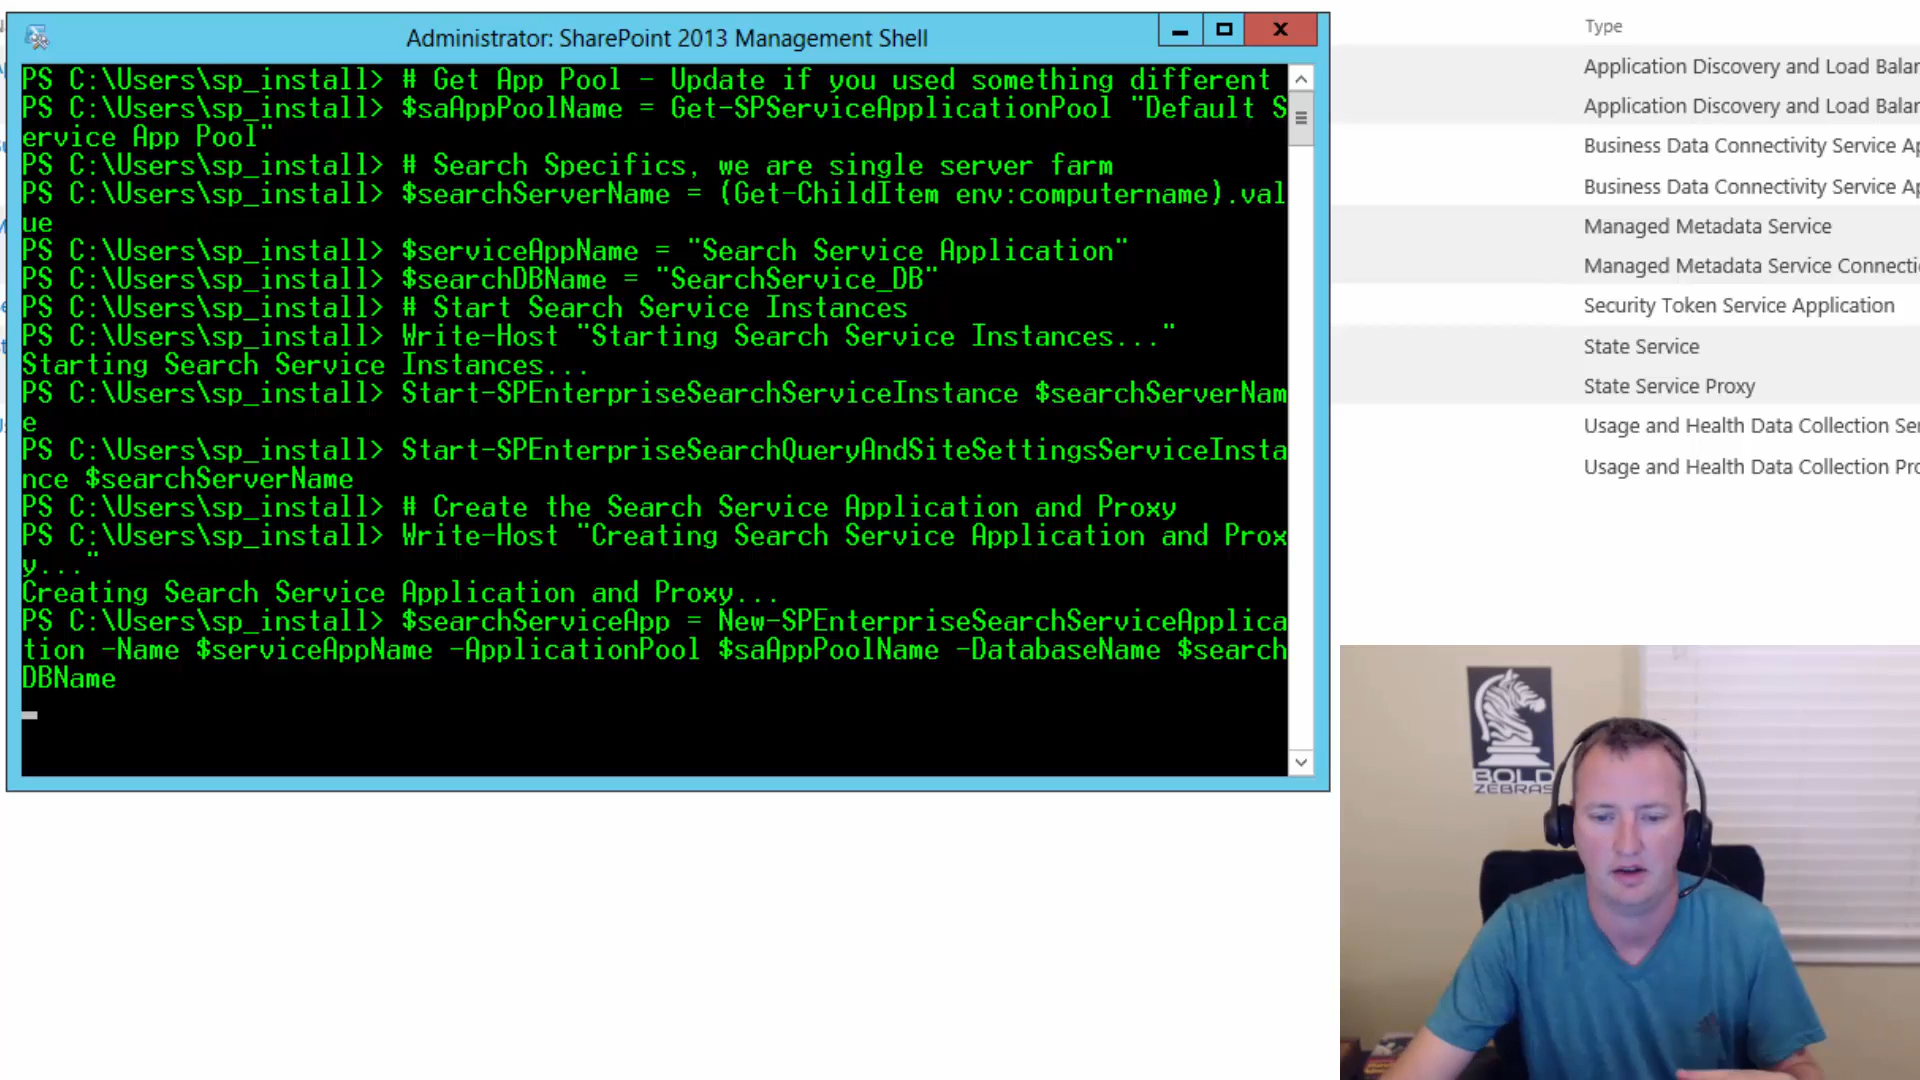 Administrator: SharePoint 2013 Management Shell
PS C:\Users\sp_install> # Get App Pool - Update if you used something different
PS C:\Users\sp_install> $saAppPoolName = Get-SPServiceApplicationPool "Default S
ervice App Pool"
PS C:\Users\sp_install> # Search Specifics, we are single server farm
PS C:\Users\sp_install> $searchServerName = (Get-ChildItem env:computername).val
ue
PS C:\Users\sp_install> $serviceAppName = "Search Service Application"
PS C:\Users\sp_install> $searchDBName = "SearchService_DB"
PS C:\Users\sp_install> # Start Search Service Instances
PS C:\Users\sp_install> Write-Host "Starting Search Service Instances..."
Starting Search Service Instances...
PS C:\Users\sp_install> Start-SPEnterpriseSearchServiceInstance $searchServerNam
e
PS C:\Users\sp_install> Start-SPEnterpriseSearchQueryAndSiteSettingsServiceInsta
nce $searchServerName
PS C:\Users\sp_install> # Create the Search Service Application and Proxy
PS C:\Users\sp_install> Write-Host "Creating Search Service Application and Prox
y..."
Creating Search Service Application and Proxy...
PS C:\Users\sp_install> $searchServiceApp = New-SPEnterpriseSearchServiceApplica
tion -Name $serviceAppName -ApplicationPool $saAppPoolName -DatabaseName $search
DBName
Type
Application Discovery and Load Balan
Application Discovery and Load Balan
Business Data Connectivity Service Ap
Business Data Connectivity Service Ap
Managed Metadata Service
Managed Metadata Service Connecti
Security Token Service Application
State Service
State Service Proxy
Usage and Health Data Collection Ser
Usage and Health Data Collection Pro
BOLD
ZEBRAS